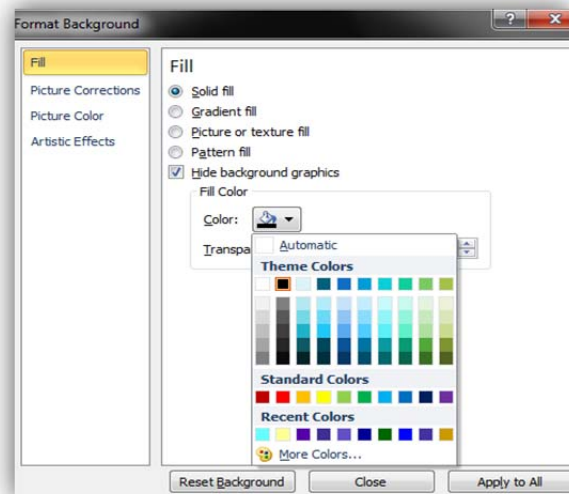 Format Background
Fill
Picture Corrections
Picture Color
Artistic Effects
Fill
Solid fill
Gradient fill
Picture or texture fill
Pattern fill
Hide background graphics
Fill Color
Color:
Transpa
Automatic
Theme Colors
Standard Colors
Recent Colors
More Colors...
Reset Background
Close
Apply to All